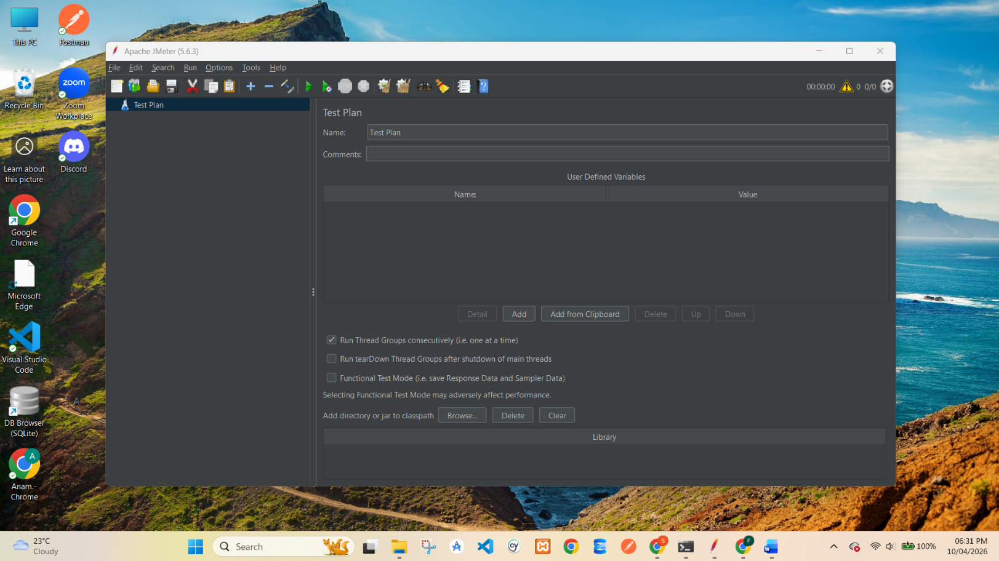 This PC
Postman
Recycle Bin
zoom
Zoom
Workplace
Learn about
this picture
Discord
Google
Chrome
Microsoft
Edge
Visual Studio
Code
DB Browser
(SQLite)
A
Anam -
Chrome
Apache JMeter (5.6.3)
File Edit Search Run Options Tools Help
00:00:00 0 0/0
Test Plan
Test Plan
Name: Test Plan
Comments:
User Defined Variables
Name: Value
Detail Add Add from Clipboard Delete Up Down
Run Thread Groups consecutively (i.e. one at a time)
Run tearDown Thread Groups after shutdown of main threads
Functional Test Mode (i.e. save Response Data and Sampler Data)
Selecting Functional Test Mode may adversely affect performance.
Add directory or jar to classpath Browse... Delete Clear
Library
23°C
Cloudy
Search
cy
S
F
W
100%
06:31 PM
10/04/2026